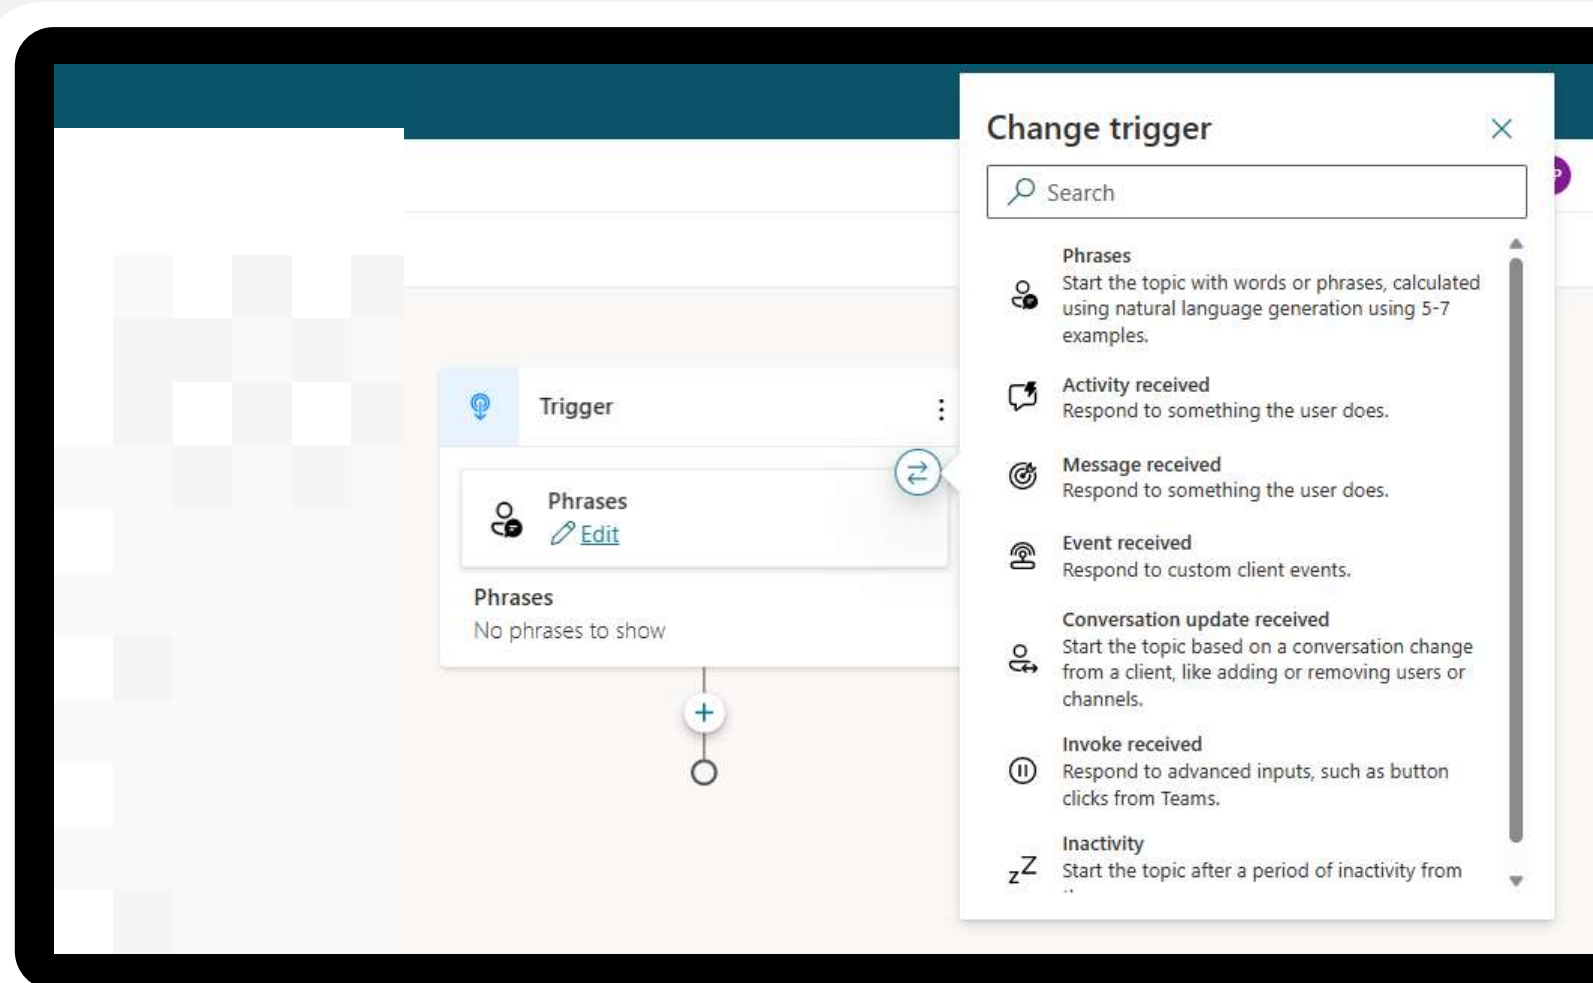 Change trigger
Search
Phrases
Start the topic with words or phrases, calculated
using natural language generation using 5-7
examples.
Activity received
Respond to something the user does.
Message received
Respond to something the user does.
Event received
Respond to custom client events.
Conversation update received
Start the topic based on a conversation change
from a client, like adding or removing users or
channels.
Invoke received
Respond to advanced inputs, such as button
clicks from Teams.
Inactivity
Start the topic after a period of inactivity from
Trigger
Phrases
Edit
Phrases
No phrases to show